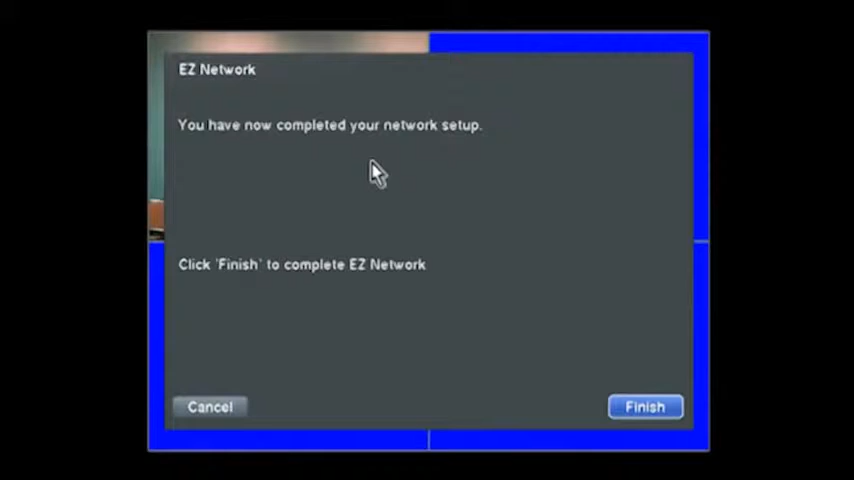 EZ Network
You have now completed your network setup.
Click 'Finish' to complete EZ Network
Cancel
Finish